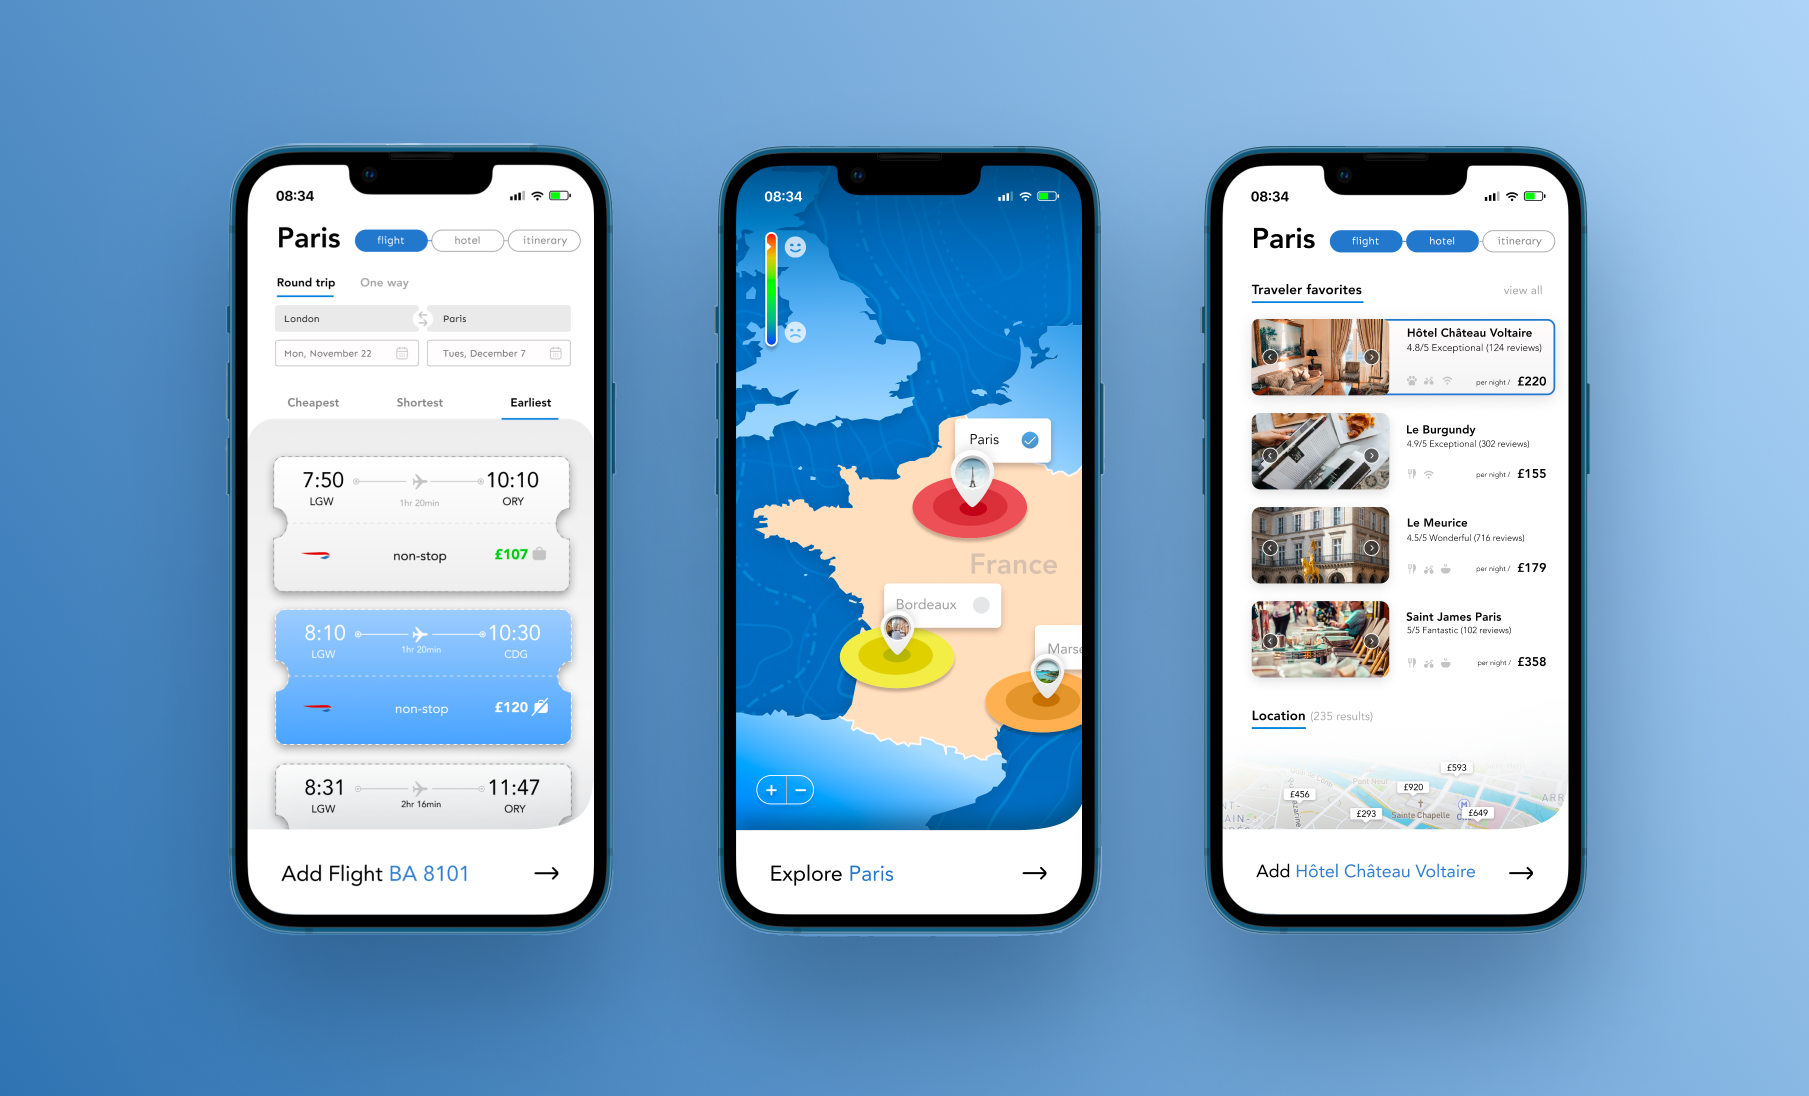 08:34
Paris
flight
hotel
itinerary
Round trip
One way
London
Paris
Mon, November 22
Tues, December 7
Cheapest
Shortest
Earliest
7:50
10:10
LGW
1hr 20min
ORY
non-stop
£107
8:10
10:30
LGW
1hr 20min
CDG
non-stop
£120
8:31
11:47
LGW
2hr 16min
ORY
Add Flight BA 8101
08:34
Paris
France
Bordeaux
Marse
+ −
Explore Paris
08:34
Paris
flight
hotel
itinerary
Traveler favorites
view all
Hôtel Château Voltaire
4.8/5 Exceptional (124 reviews)
per night / £220
Le Burgundy
4.9/5 Exceptional (302 reviews)
per night / £155
Le Meurice
4.5/5 Wonderful (716 reviews)
per night / £179
Saint James Paris
5/5 Fantastic (102 reviews)
per night / £358
Location (235 results)
£593
Pont Neuf
£920
£456
ARR
£293
Sainte Chapelle
M
£649
Add Hôtel Château Voltaire